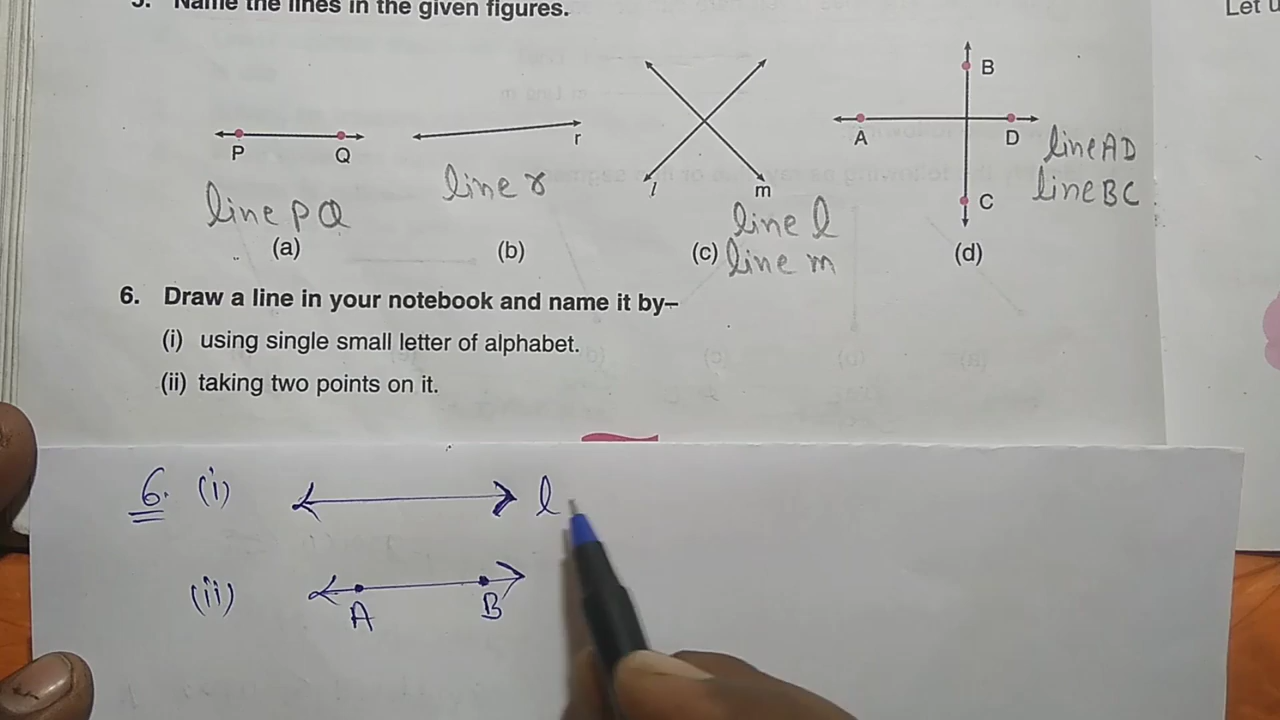 Name the lines in the given figures.
Let u
P Q
line PQ
(a)
r
line r
(b)
l m
line l
line m
(c)
B
A D
C
line AD
line BC
(d)
6. Draw a line in your notebook and name it by–
(i) using single small letter of alphabet.
(ii) taking two points on it.
6. (i) l
(ii) A B